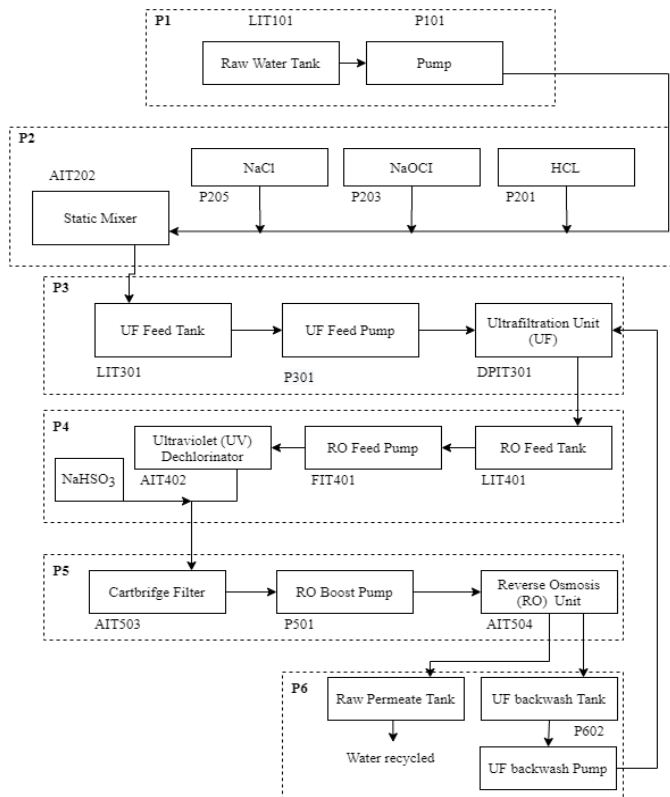 P1
LIT101
P101
Raw Water Tank
Pump
P2
AIT202
NaCl
NaOCI
HCL
P205
P203
P201
Static Mixer
P3
UF Feed Tank
UF Feed Pump
Ultrafiltration Unit
(UF)
LIT301
P301
DPIT301
P4
Ultraviolet (UV)
Dechlorinator
RO Feed Pump
RO Feed Tank
NaHSO3
AIT402
FIT401
LIT401
P5
Cartbrifge Filter
RO Boost Pump
Reverse Osmosis
(RO) Unit
AIT503
P501
AIT504
P6
Raw Permeate Tank
UF backwash Tank
P602
Water recycled
UF backwash Pump